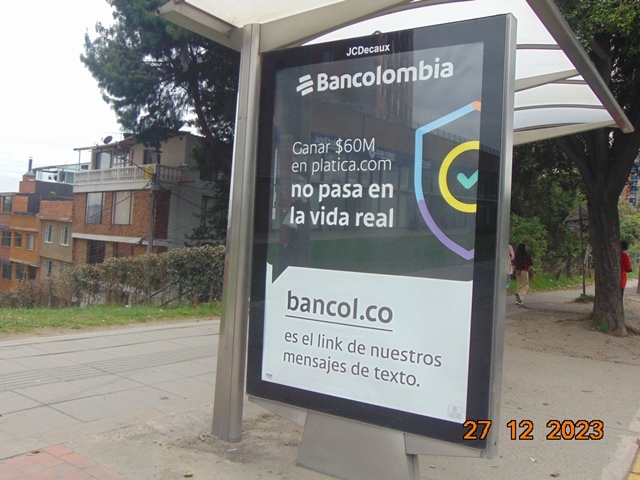 JCDecaux
Bancolombia
Ganar $60M
en platica.com
no pasa en
la vida real
bancol.co
es el link de nuestros
mensajes de texto.
27 12 2023